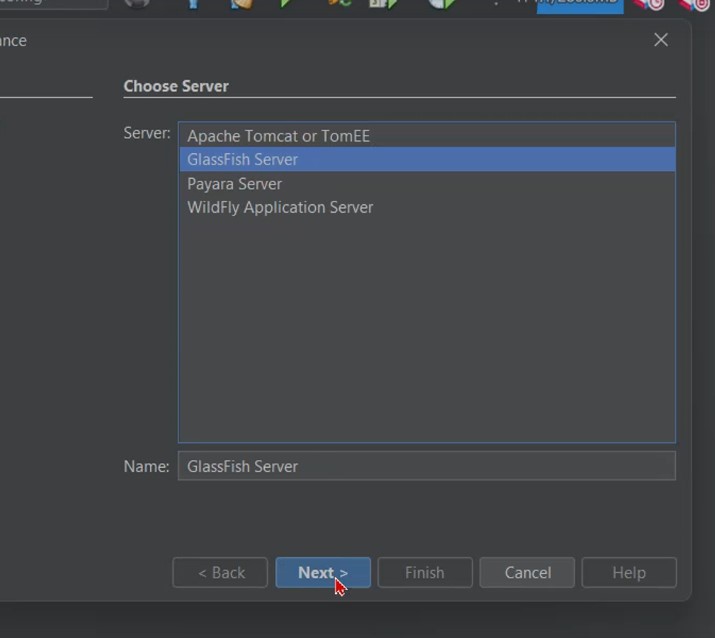 nce
Choose Server
Server:
Apache Tomcat or TomEE
GlassFish Server
Payara Server
WildFly Application Server
Name: GlassFish Server
< Back Next > Finish Cancel Help